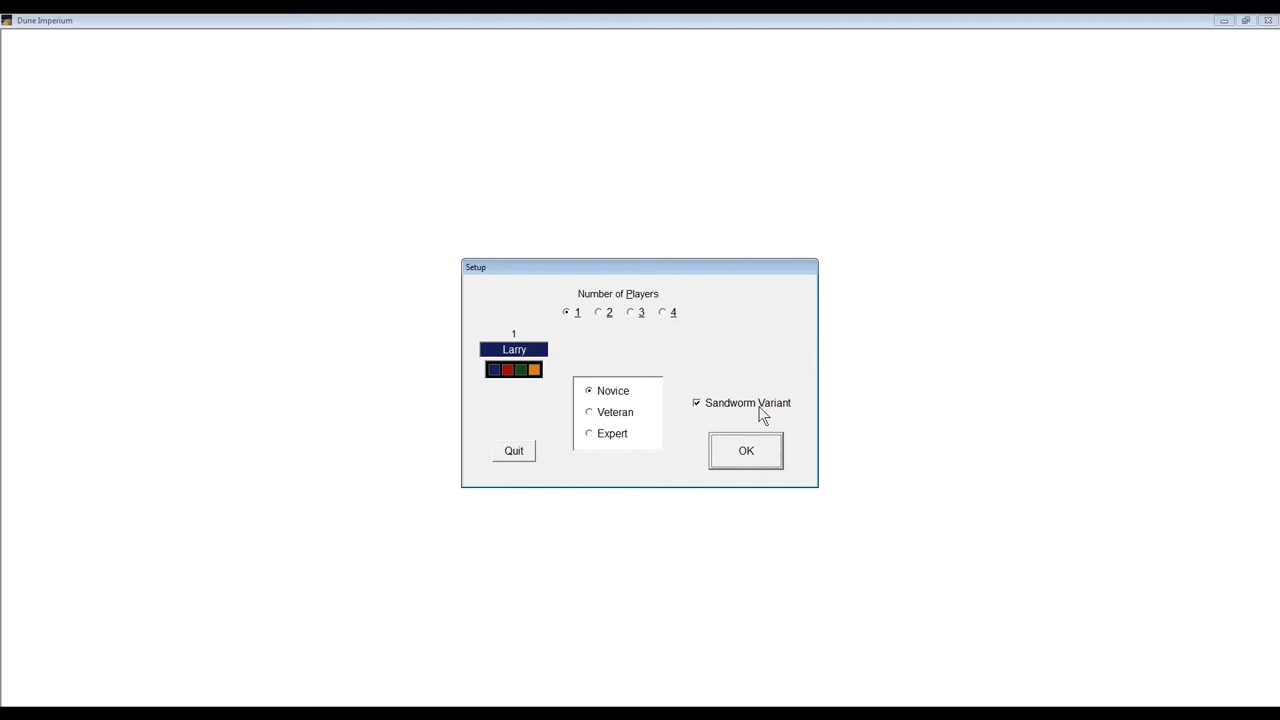 Dune Imperium
Setup
Number of Players
1 2 3 4
1
Larry
Novice
Veteran
Expert
Sandworm Variant
Quit
OK